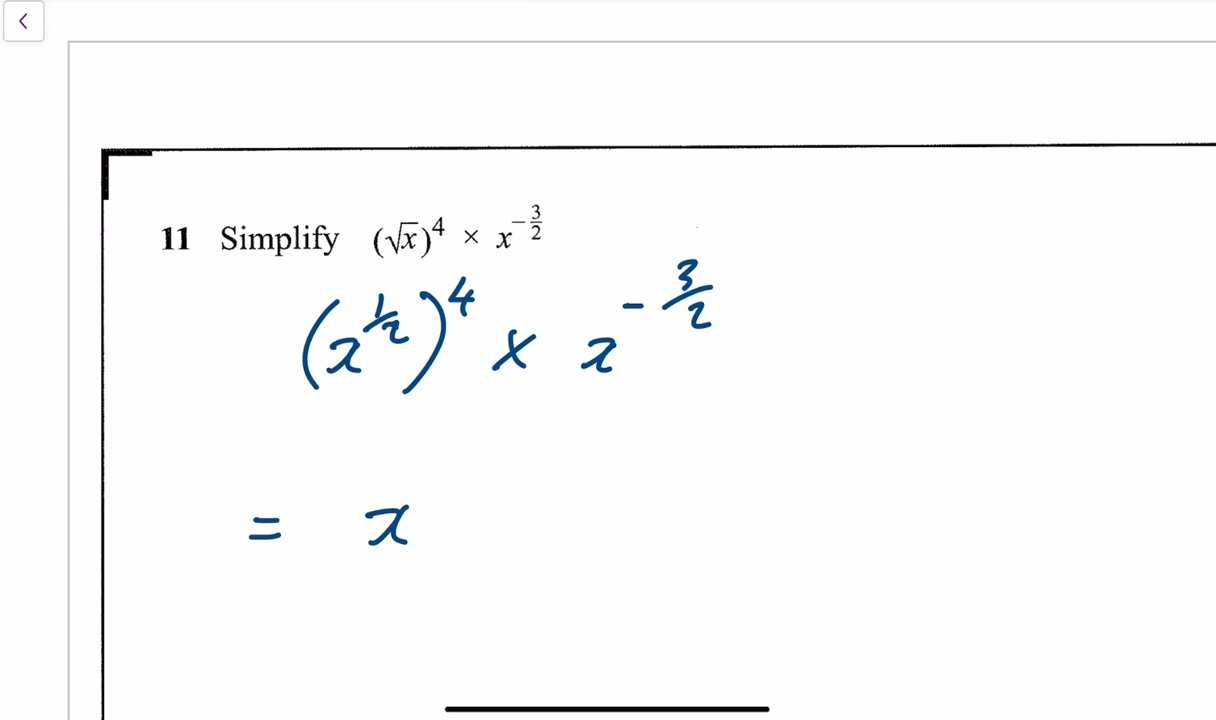 11 Simplify (√x)⁴ × x^(-3/2)
(x^(1/2))⁴ × x^(-3/2)
= x